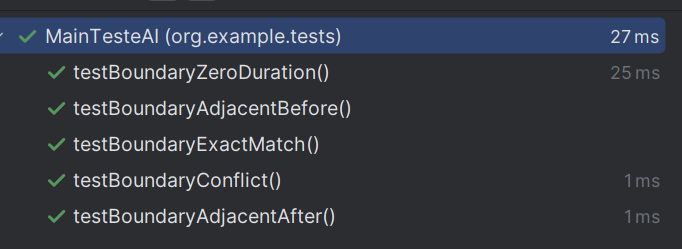 MainTesteAI (org.example.tests) 27 ms
testBoundaryZeroDuration() 25 ms
testBoundaryAdjacentBefore()
testBoundaryExactMatch()
testBoundaryConflict() 1 ms
testBoundaryAdjacentAfter() 1 ms